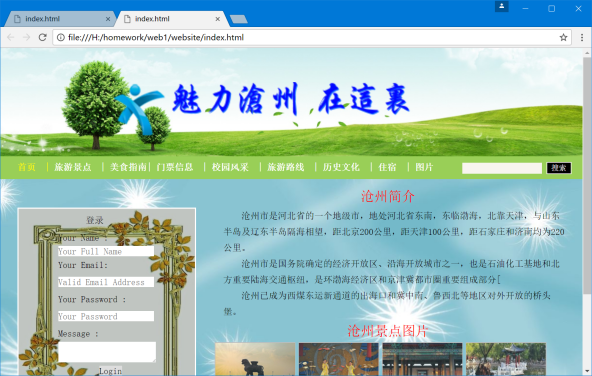 index.html
index.html
file:///H:/homework/web1/website/index.html
魅力滄州 在這裏
首页 | 旅游景点 | 美食指南 | 门票信息 | 校园风采 | 旅游路线 | 历史文化 | 住宿 | 图片
搜索
沧州简介
沧州市是河北省的一个地级市，地处河北省东南，东临渤海，北靠天津，与山东
半岛及辽东半岛隔海相望，距北京200公里，距天津100公里，距石家庄和济南均为220
公里。
沧州市是国务院确定的经济开放区、沿海开放城市之一，也是石油化工基地和北
方重要陆海交通枢纽，是环渤海经济区和京津冀都市圈重要组成部分[
沧州已成为西煤东运新通道的出海口和冀中南、鲁西北等地区对外开放的桥头
堡。
沧州景点图片
登录
Your Name :
Your Full Name
Your Email:
Valid Email Address
Your Password :
Your Password
Message :
Login